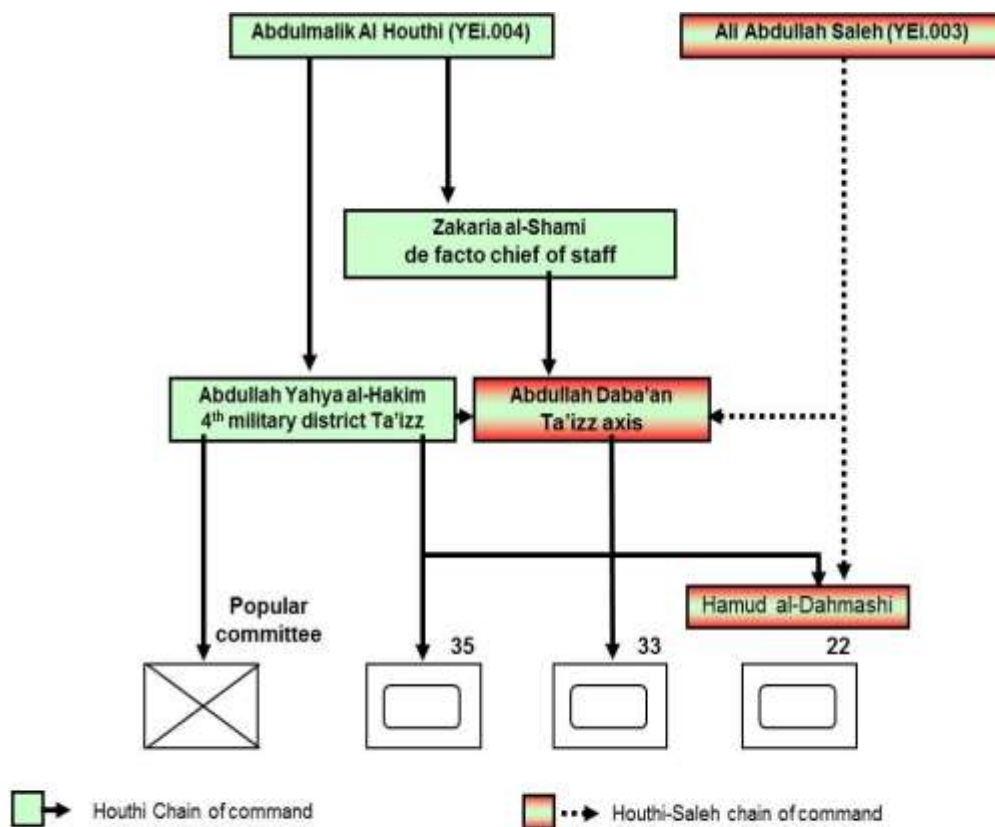 Abdulmalik Al Houthi (YEi.004)
Ali Abdullah Saleh (YEi.003)
Zakaria al-Shami
de facto chief of staff
Abdullah Yahya al-Hakim
4th military district Ta'izz
Abdullah Daba'an
Ta'izz axis
Hamud al-Dahmashi
Popular
committee
35
33
22
Houthi Chain of command
Houthi-Saleh chain of command